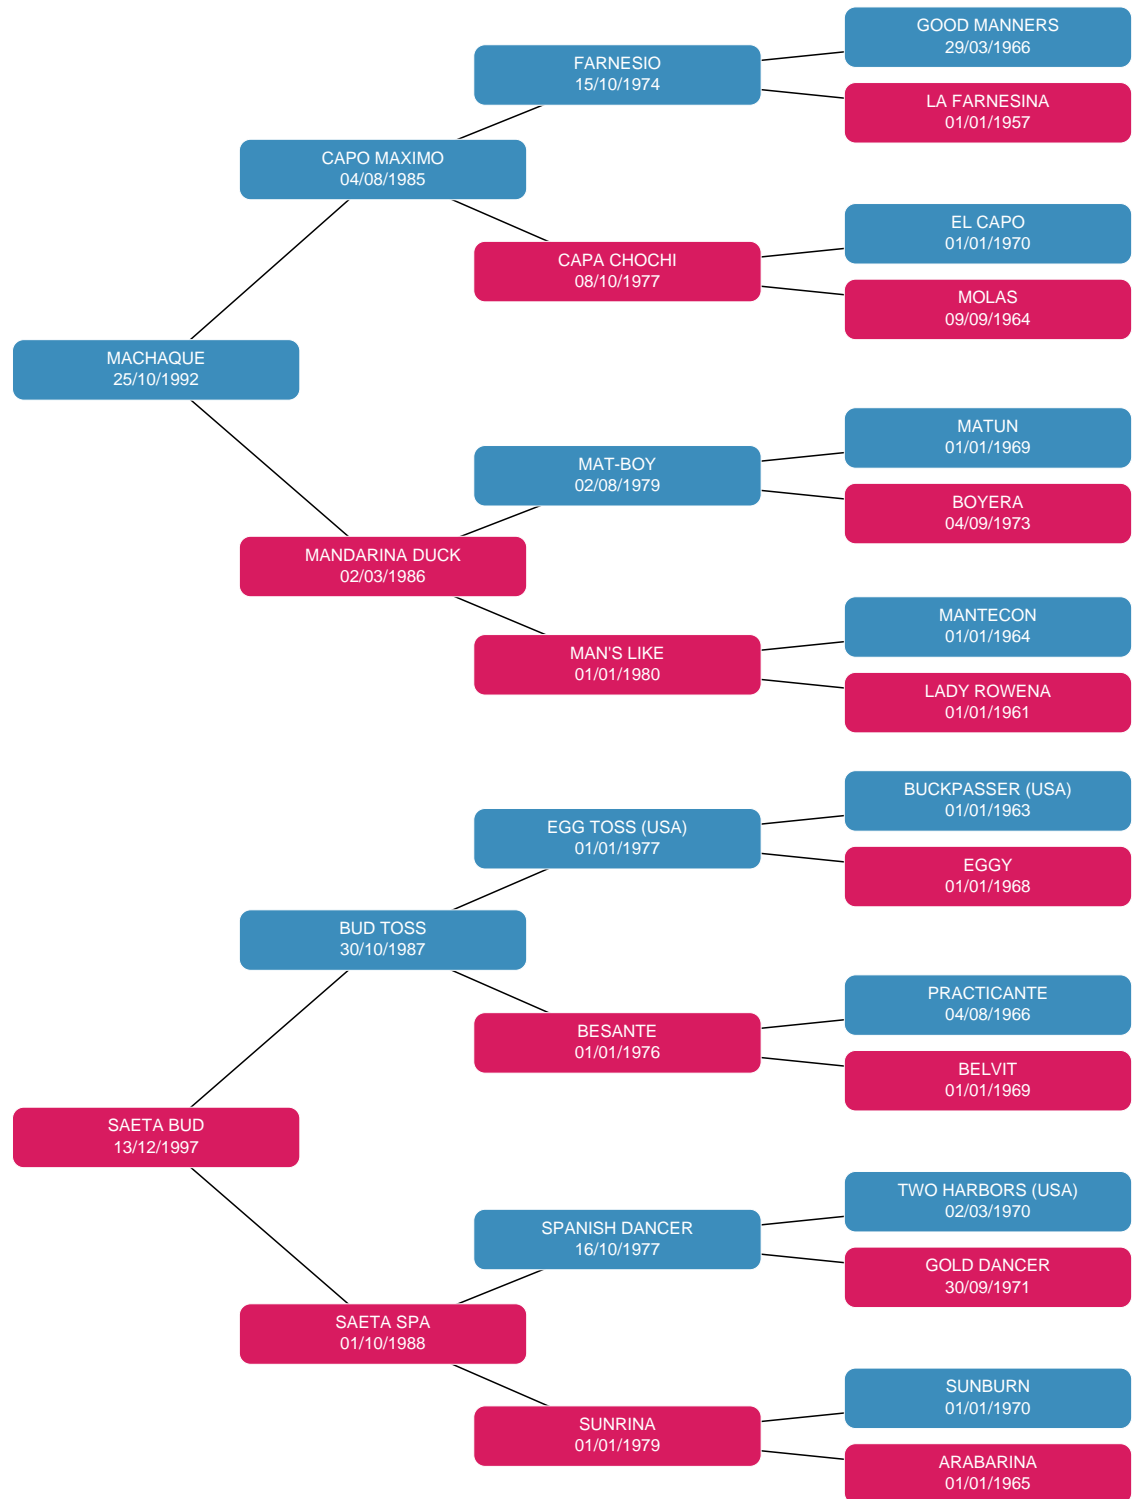 GOOD MANNERS
29/03/1966
FARNESIO
15/10/1974
LA FARNESINA
01/01/1957
CAPO MAXIMO
04/08/1985
EL CAPO
01/01/1970
CAPA CHOCHI
08/10/1977
MOLAS
09/09/1964
MACHAQUE
25/10/1992
MATUN
01/01/1969
MAT-BOY
02/08/1979
BOYERA
04/09/1973
MANDARINA DUCK
02/03/1986
MANTECON
01/01/1964
MAN'S LIKE
01/01/1980
LADY ROWENA
01/01/1961
BUCKPASSER (USA)
01/01/1963
EGG TOSS (USA)
01/01/1977
EGGY
01/01/1968
BUD TOSS
30/10/1987
PRACTICANTE
04/08/1966
BESANTE
01/01/1976
BELVIT
01/01/1969
SAETA BUD
13/12/1997
TWO HARBORS (USA)
02/03/1970
SPANISH DANCER
16/10/1977
GOLD DANCER
30/09/1971
SAETA SPA
01/10/1988
SUNBURN
01/01/1970
SUNRINA
01/01/1979
ARABARINA
01/01/1965